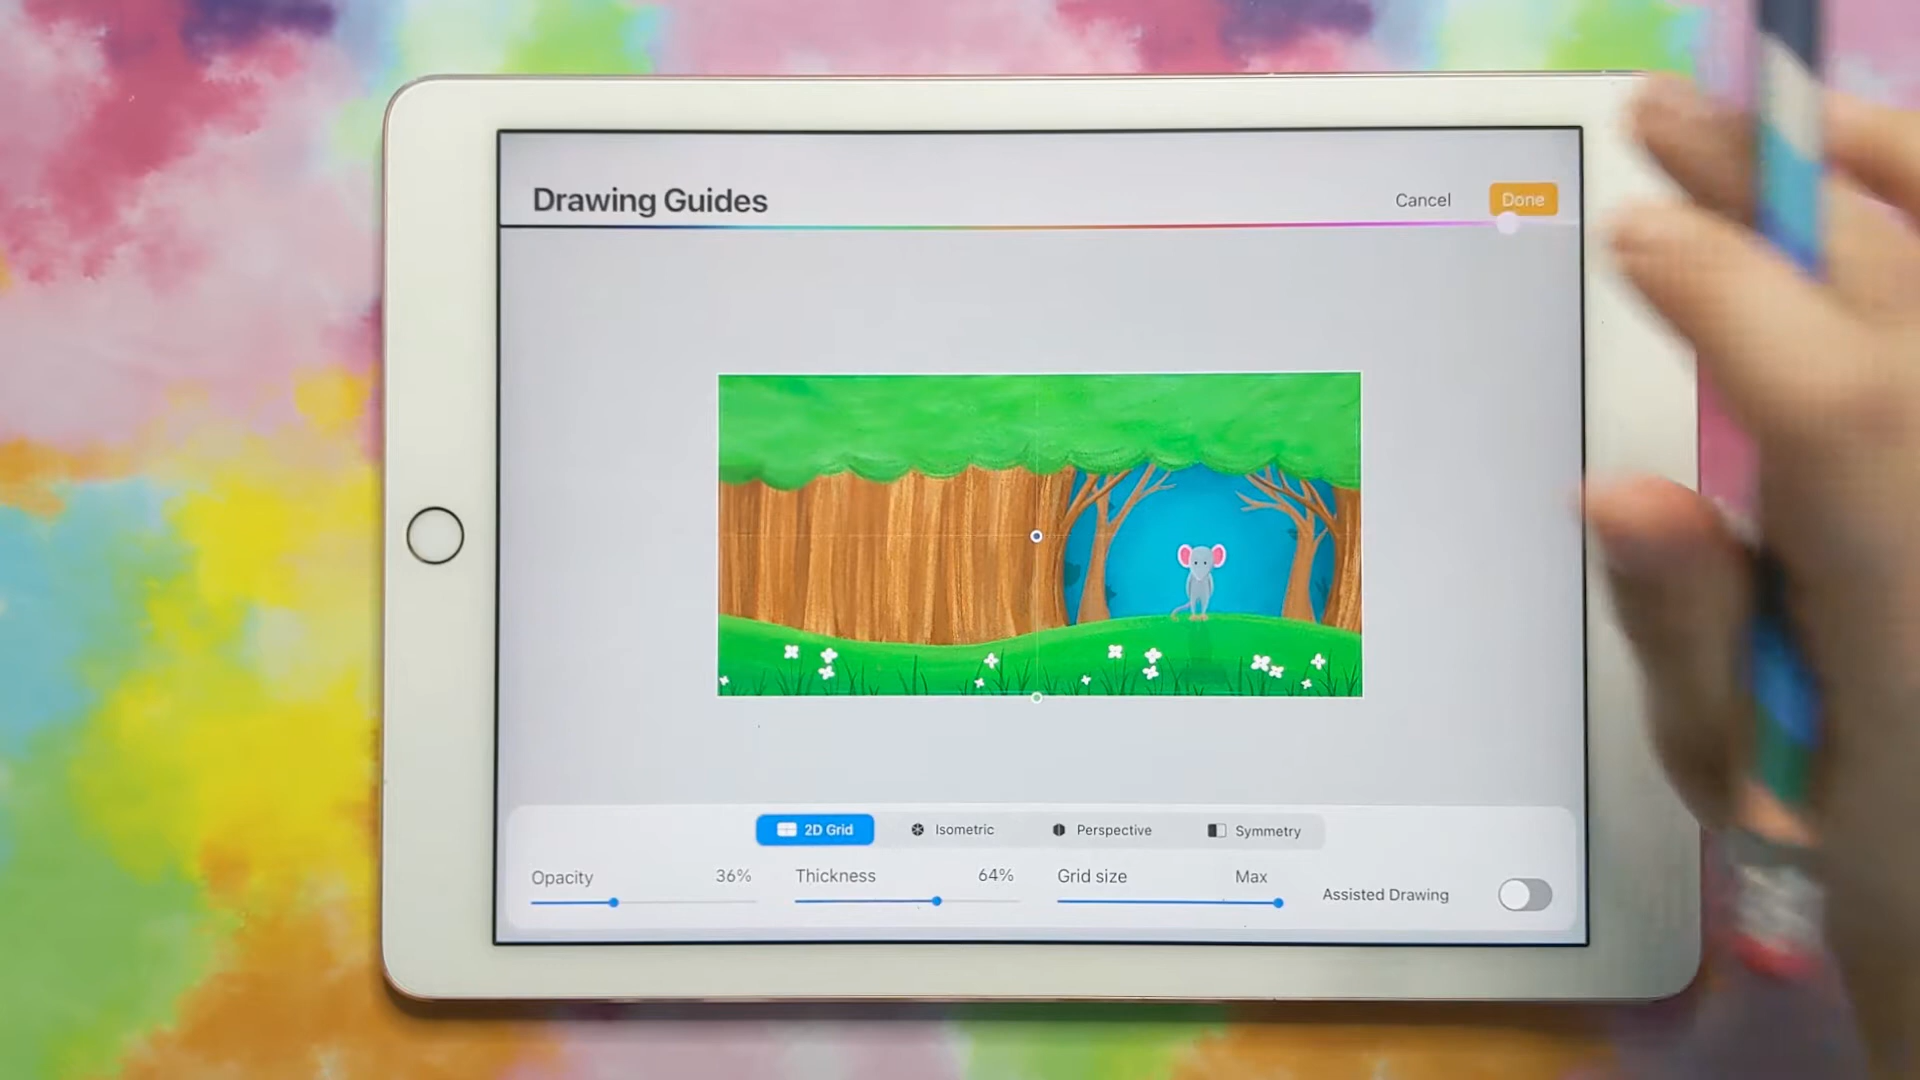 Drawing Guides
Cancel
Done
2D Grid
Isometric
Perspective
Symmetry
Opacity
36%
Thickness
64%
Grid size
Max
Assisted Drawing